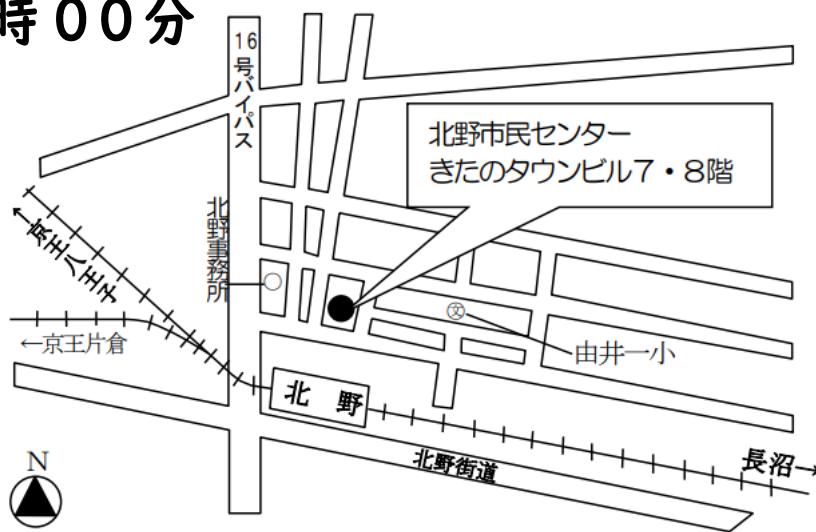 時００分
16号バイパス
北野市民センター
きたのタウンビル７・８階
北野事務所
↑京王八王子
←京王片倉
文
由井一小
北　野
北野街道
長沼→
N